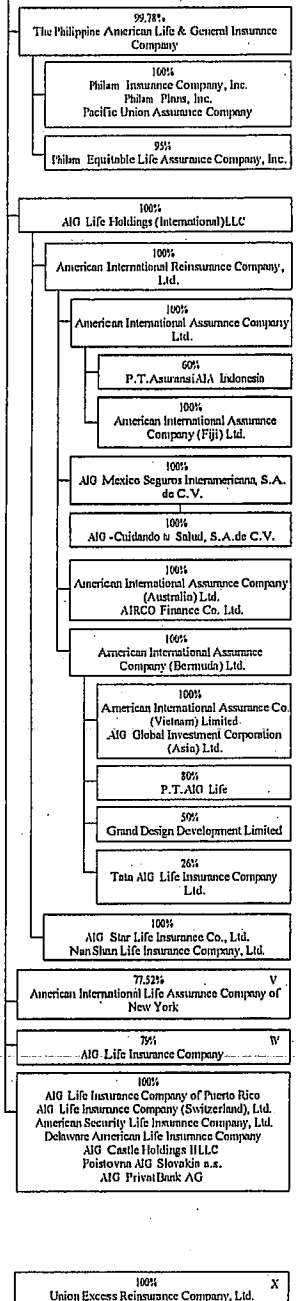 99.78%
The Philippine American Life & General Insurance
Company
100%
Philam Insurance Company, Inc.
Philam Plans, Inc.
Pacific Union Assurance Company
95%
Philam Equitable Life Assurance Company, Inc.
100%
AIG Life Holdings (International) LLC
100%
American International Reinsurance Company,
Ltd.
100%
American International Assurance Company
Ltd.
60%
P.T. Asuransi AIA Indonesia
100%
American International Assurance
Company (Fiji) Ltd.
100%
AIG Mexico Seguros Interamericana, S.A.
de C.V.
100%
AIG - Cuidando tu Salud, S.A. de C.V.
100%
American International Assurance Company
(Australia) Ltd.
AIRCO Finance Co. Ltd.
100%
American International Assurance
Company (Bermuda) Ltd.
100%
American International Assurance Co.
(Vietnam) Limited
AIG Global Investment Corporation
(Asia) Ltd.
80%
P.T. AIG Life
50%
Grand Design Development Limited
26%
Tata AIG Life Insurance Company
Ltd.
100%
AIG Star Life Insurance Co., Ltd.
Nan Shan Life Insurance Company, Ltd.
77.52% V
American International Life Assurance Company of
New York
79% W
AIG Life Insurance Company
100%
AIG Life Insurance Company of Puerto Rico
AIG Life Insurance Company (Switzerland), Ltd.
American Security Life Insurance Company, Ltd.
Delaware American Life Insurance Company
AIG Castle Holdings II LLC
Poistovna AIG Slovakia a.s.
AIG Privat Bank AG
100% X
Union Excess Reinsurance Company, Ltd.